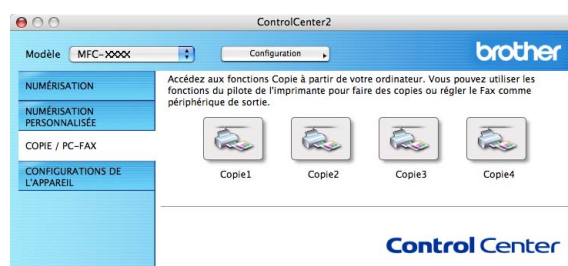 ControlCenter2
Modèle MFC-XXXX Configuration brother
NUMÉRISATION
NUMÉRISATION
PERSONNALISÉE
COPIE / PC-FAX
CONFIGURATIONS DE
L'APPAREIL
Accédez aux fonctions Copie à partir de votre ordinateur. Vous pouvez utiliser les
fonctions du pilote de l'imprimante pour faire des copies ou régler le Fax comme
périphérique de sortie.
Copie1 Copie2 Copie3 Copie4
Control Center